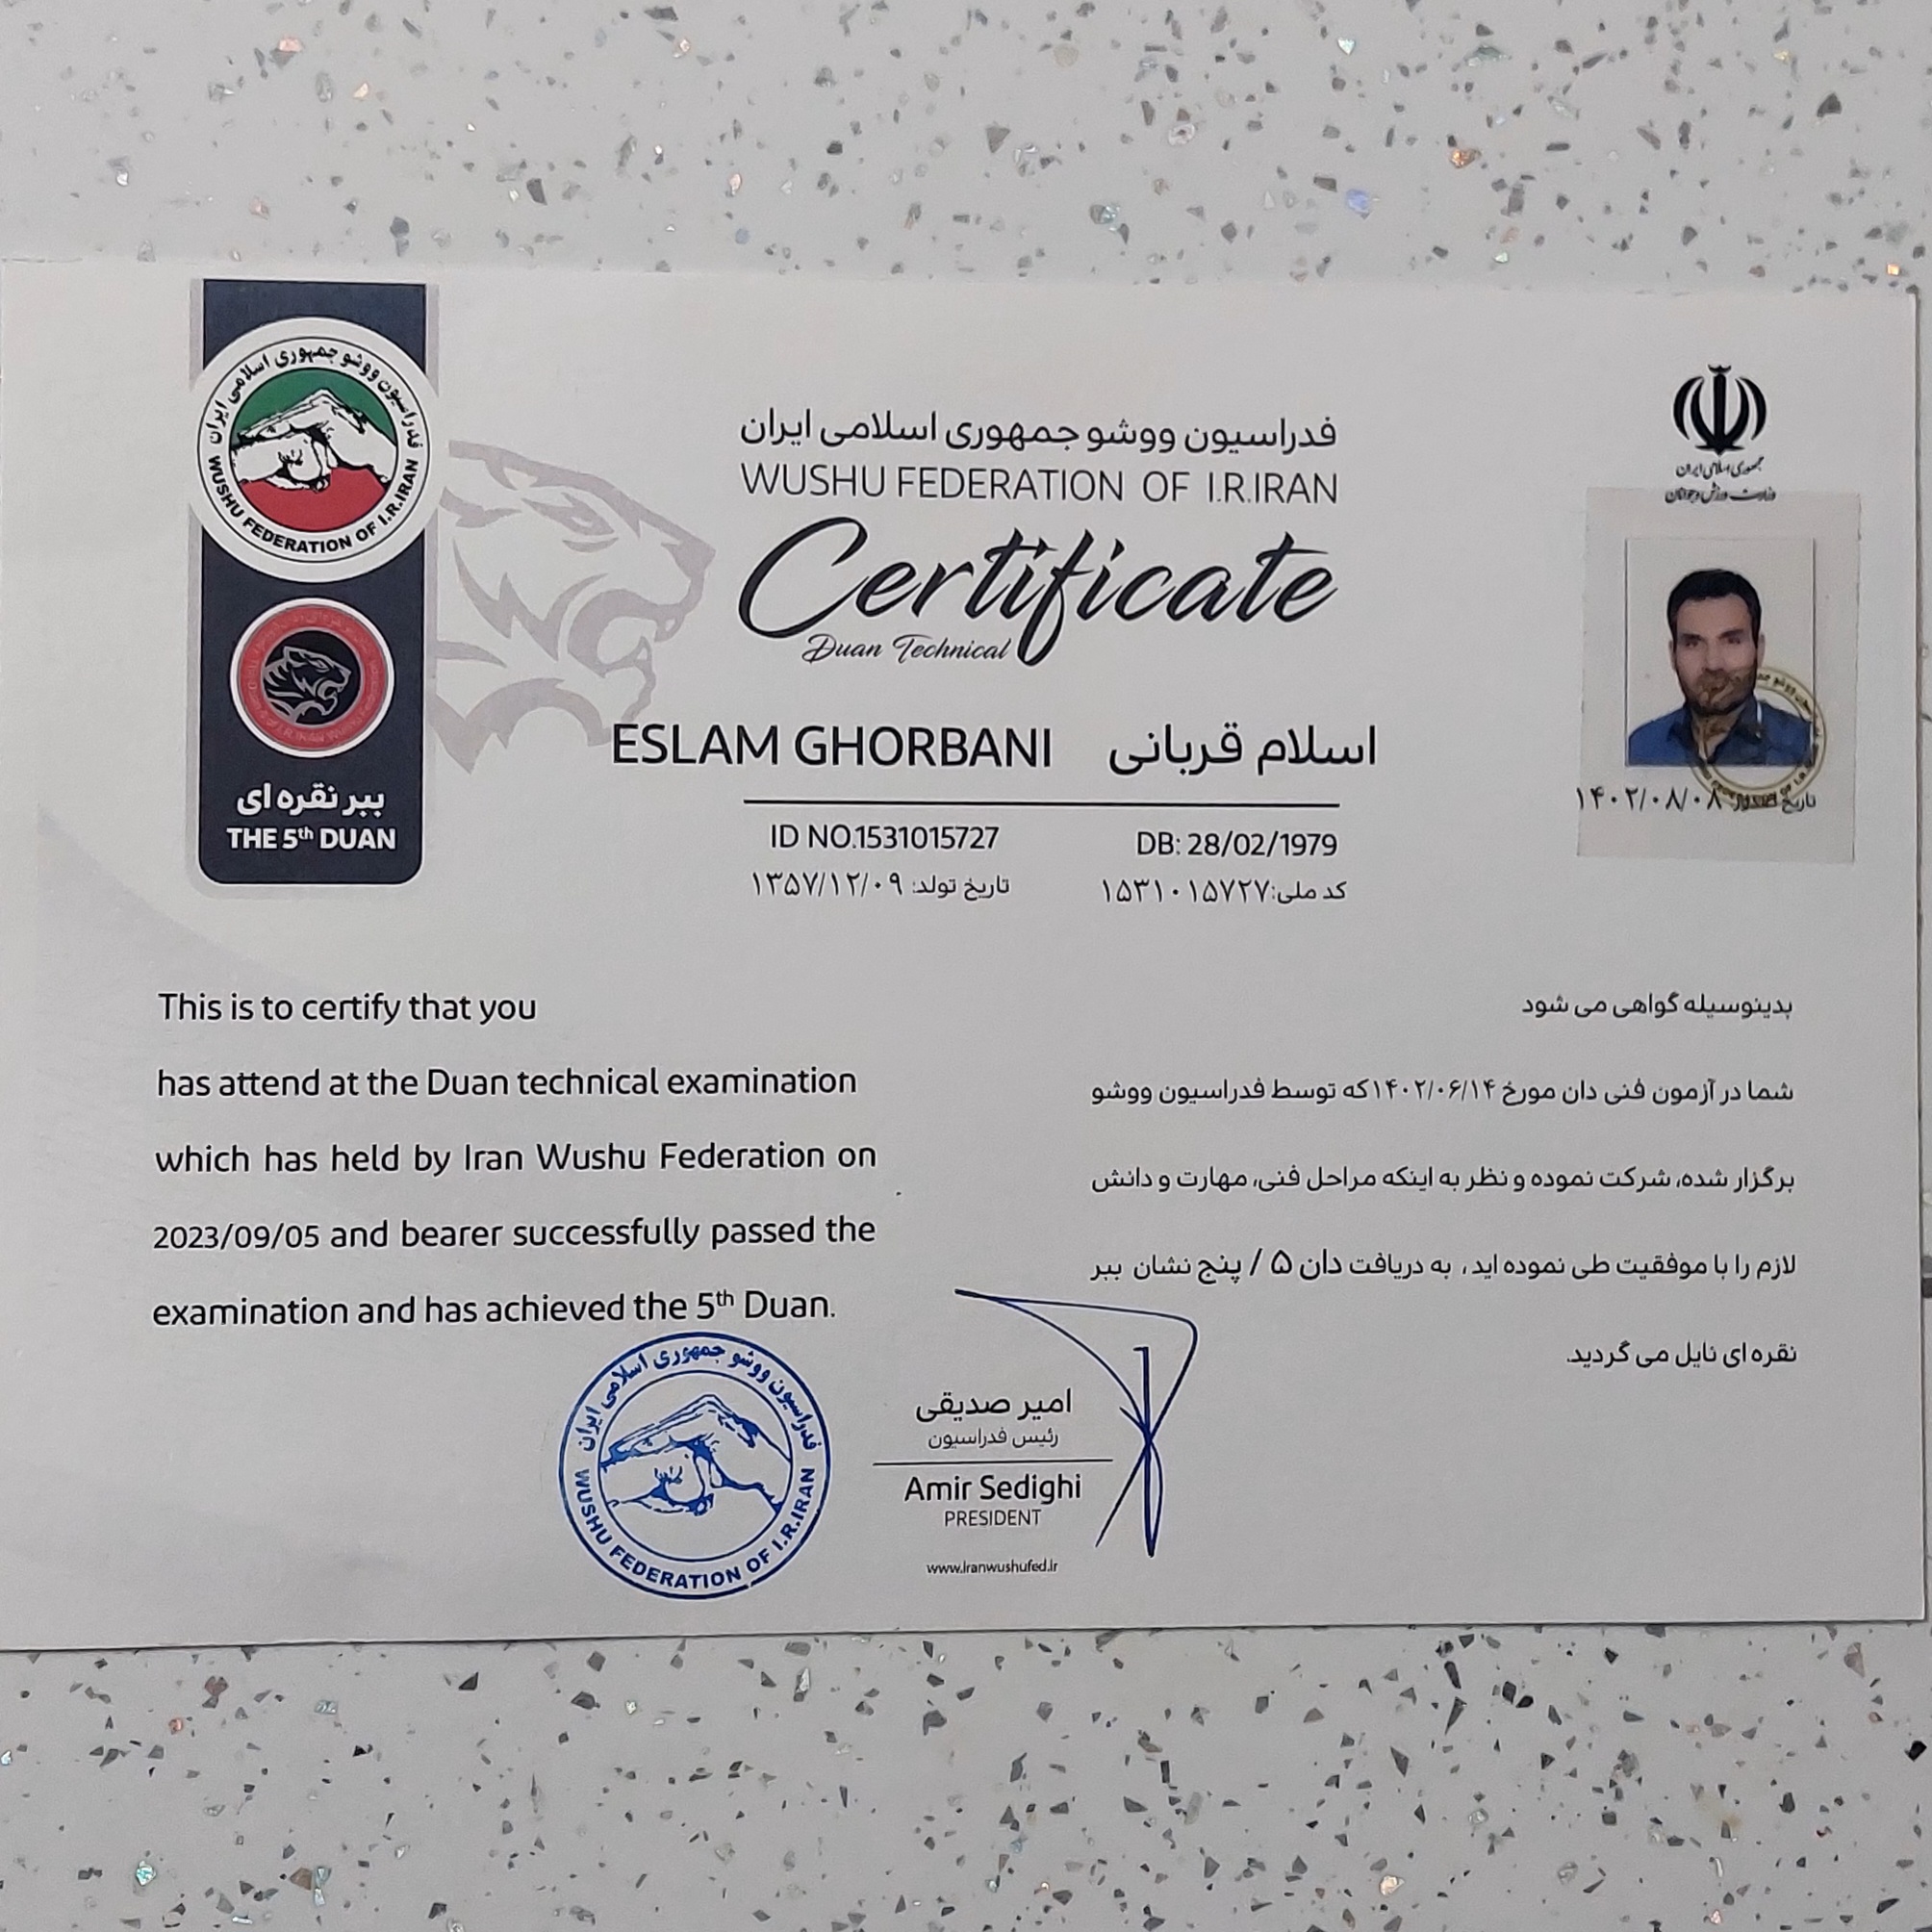 فدراسیون ووشو جمهوری اسلامی ایران
WUSHU FEDERATION OF I.R.IRAN
ببر نقره ای
THE 5th DUAN
فدراسیون ووشو جمهوری اسلامی ایران
WUSHU FEDERATION OF I.R.IRAN
Certificate
Duan Technical
جمهوری اسلامی ایران
وزارت ورزش و جوانان
تاریخ صدور: ۱۴۰۲/۰۸/۰۸
ESLAM GHORBANI اسلام قربانی
ID NO.1531015727 DB: 28/02/1979
تاریخ تولد: ۱۳۵۷/۱۲/۰۹ کد ملی:۱۵۳۱۰۱۵۷۲۷
This is to certify that you
has attend at the Duan technical examination
which has held by Iran Wushu Federation on
2023/09/05 and bearer successfully passed the
examination and has achieved the 5th Duan.
بدینوسیله گواهی می شود
شما در آزمون فنی دان مورخ ۱۴۰۲/۰۶/۱۴که توسط فدراسیون ووشو
برگزار شده، شرکت نموده و نظر به اینکه مراحل فنی، مهارت و دانش
لازم را با موفقیت طی نموده اید، به دریافت دان ۵ / پنج نشان ببر
نقره ای نایل می گردید.
فدراسیون ووشو جمهوری اسلامی ایران
WUSHU FEDERATION OF I.R.IRAN
امیر صدیقی
رئیس فدراسیون
Amir Sedighi
PRESIDENT
www.iranwushufed.ir